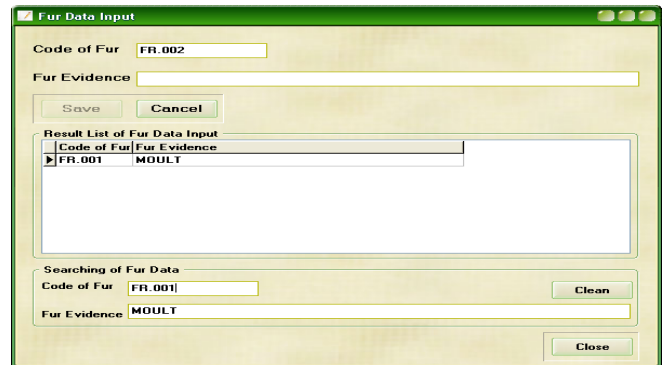 Fur Data Input
Code of Fur FR.002
Fur Evidence
Save Cancel
Result List of Fur Data Input
Code of Fur Fur Evidence
FR.001 MOULT
Searching of Fur Data
Code of Fur FR.001 Clean
Fur Evidence MOULT
Close